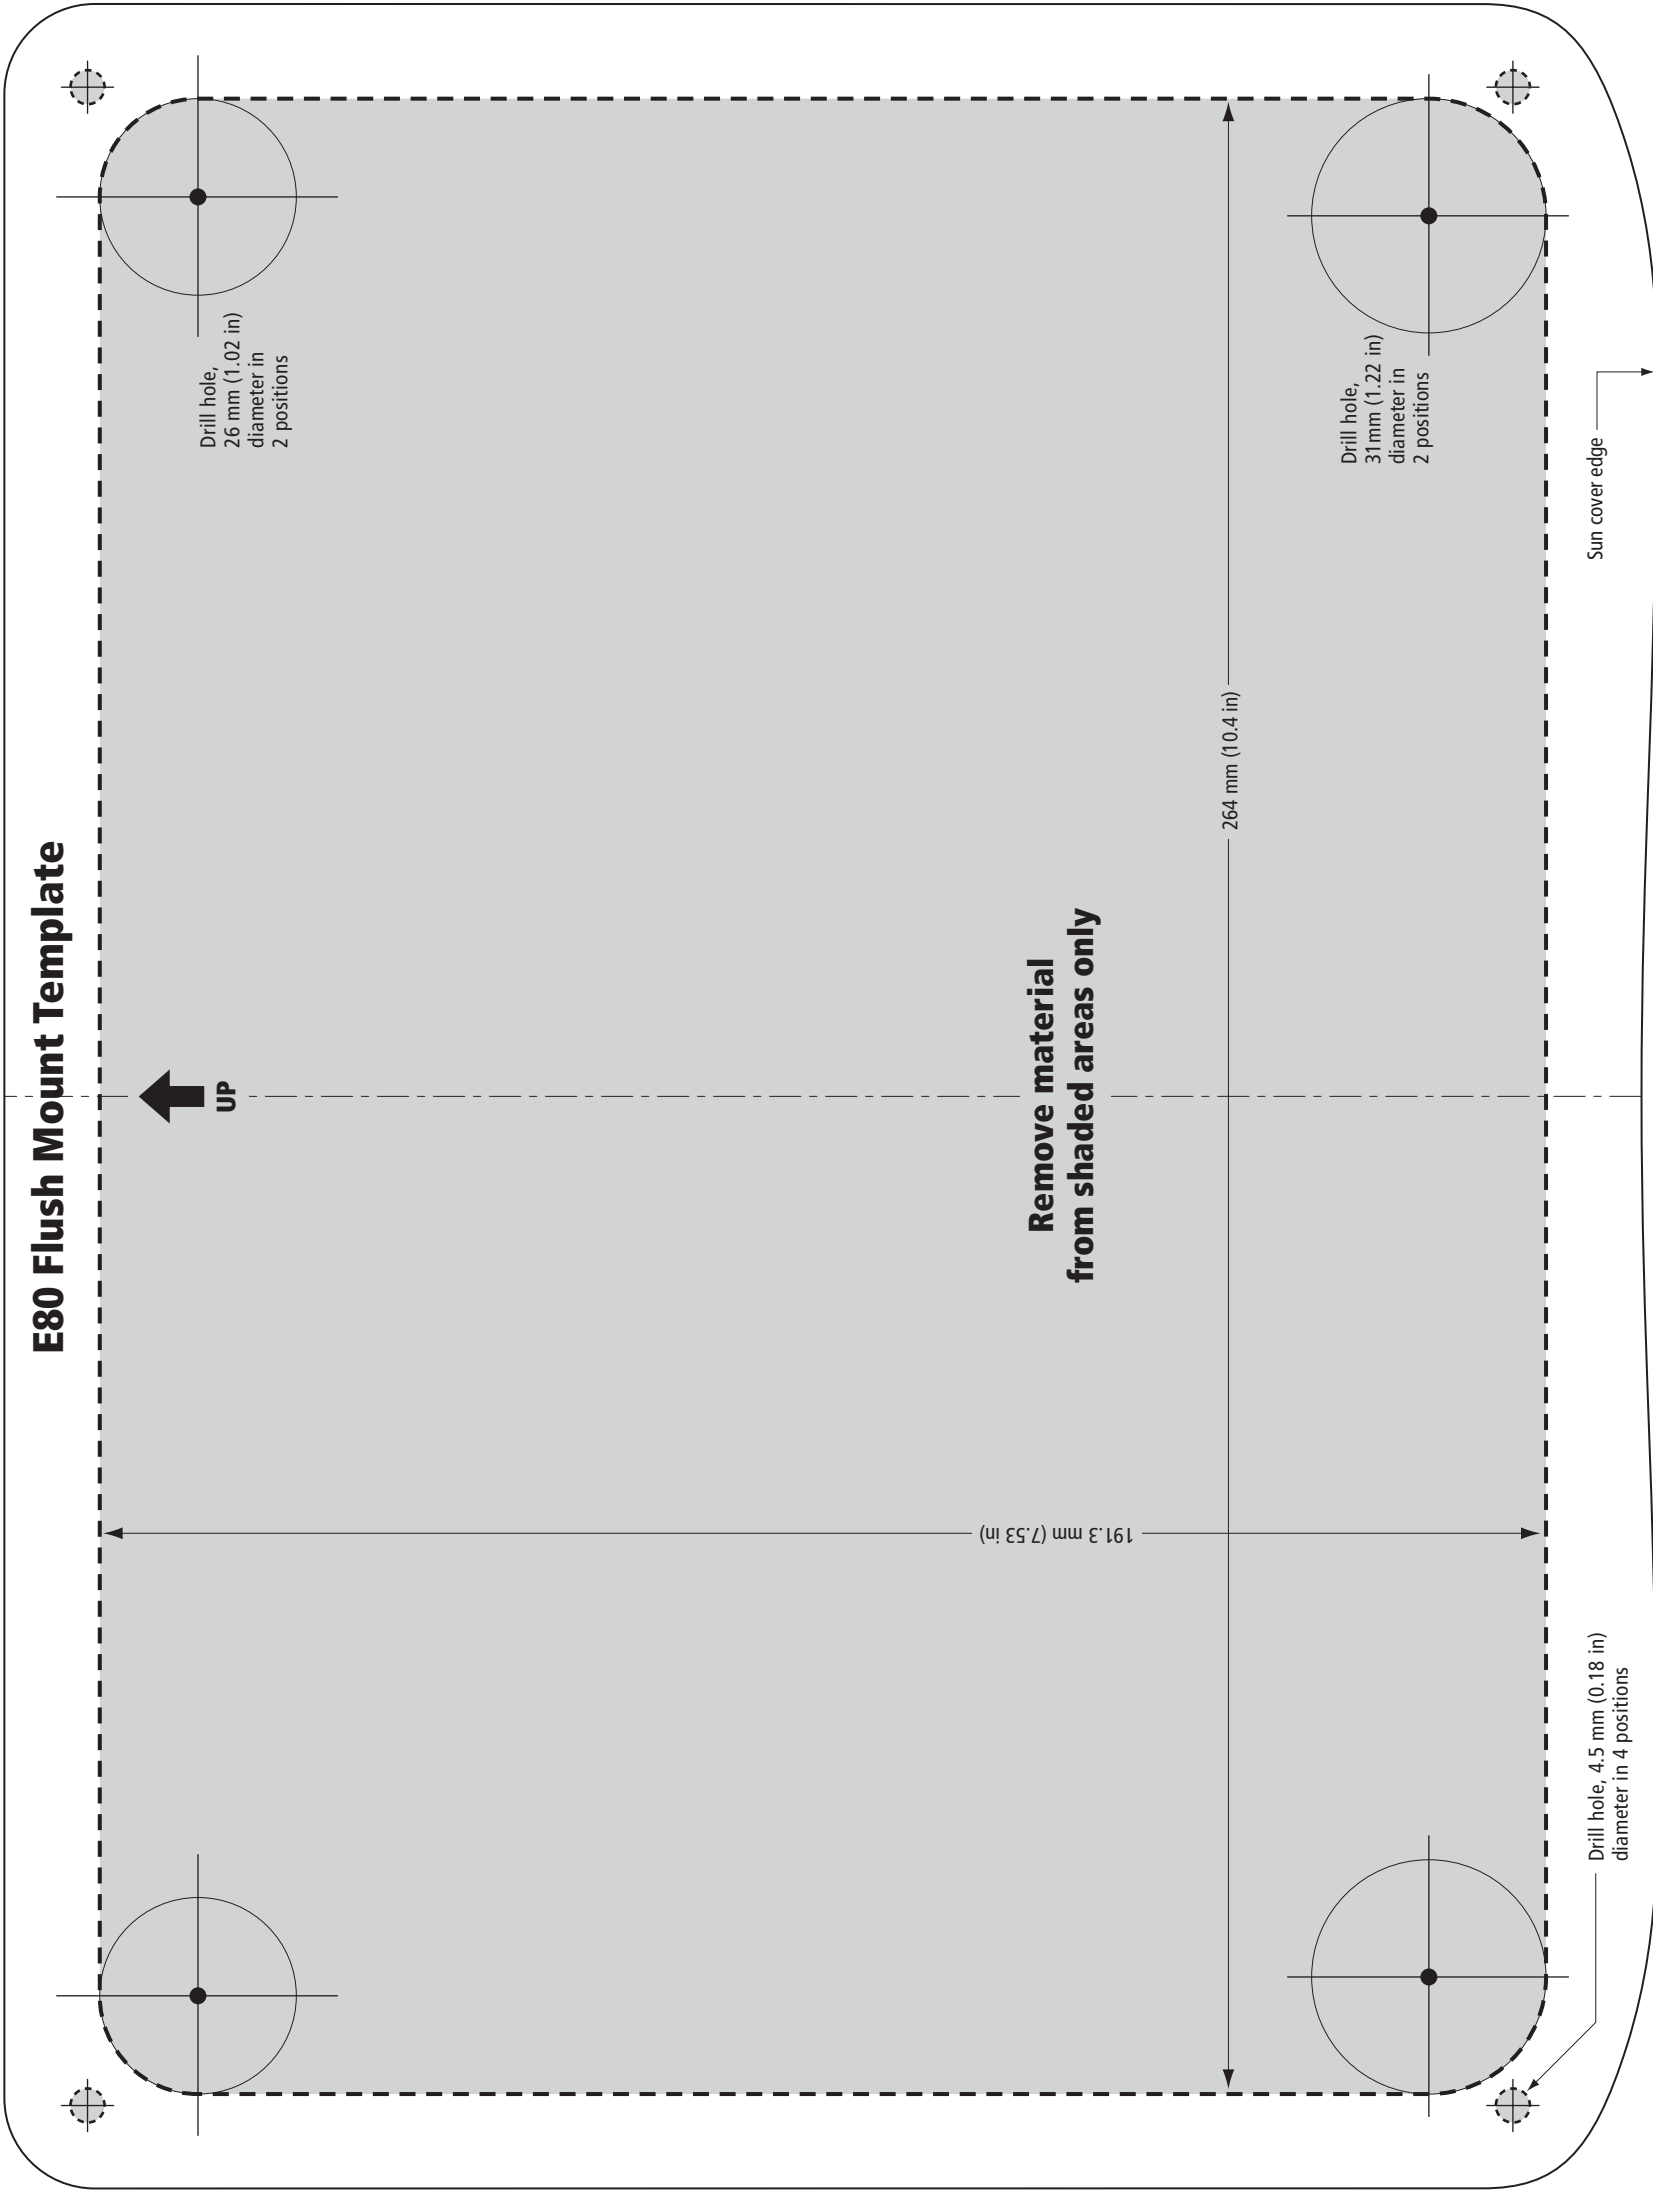 E80 Flush Mount Template
UP
Drill hole,
26 mm (1.02 in)
diameter in
2 positions
Remove material
from shaded areas only
191.3 mm (7.53 in)
264 mm (10.4 in)
Drill hole,
31mm (1.22 in)
diameter in
2 positions
Drill hole, 4.5 mm (0.18 in)
diameter in 4 positions
Sun cover edge